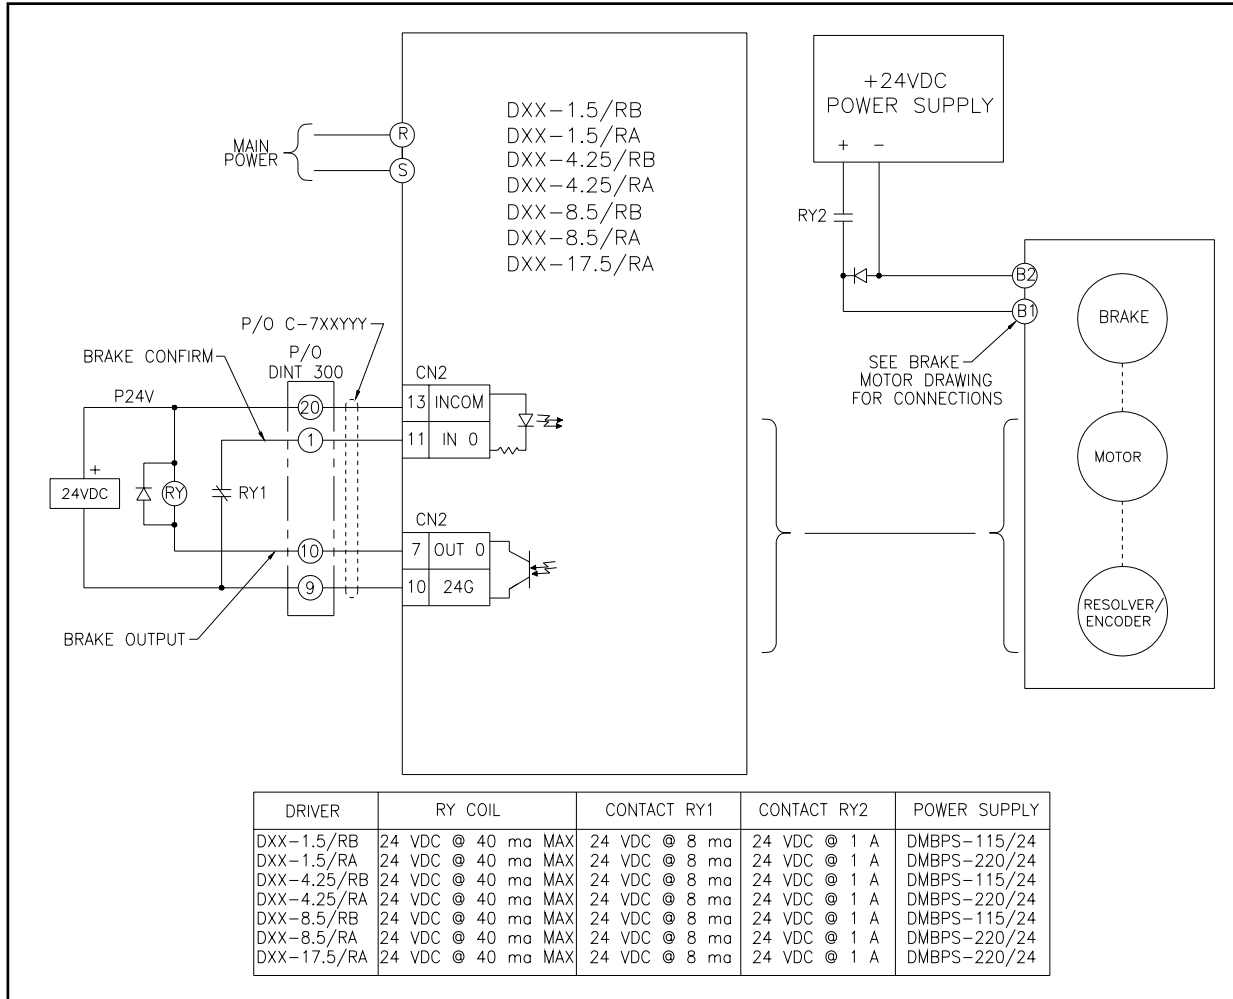 +24VDC
POWER SUPPLY
+ −
RY2
DXX−1.5/RB
DXX−1.5/RA
DXX−4.25/RB
DXX−4.25/RA
DXX−8.5/RB
DXX−8.5/RA
DXX−17.5/RA
MAIN
POWER
R
S
B2
B1
BRAKE
SEE BRAKE
MOTOR DRAWING
FOR CONNECTIONS
MOTOR
RESOLVER/
ENCODER
P/O C−7XXYYY
BRAKE CONFIRM
P/O
DINT 300
P24V
CN2
20
13 INCOM
1
11 IN 0
+
24VDC
RY
RY1
CN2
10
7 OUT 0
9
10 24G
BRAKE OUTPUT
DRIVER RY COIL CONTACT RY1 CONTACT RY2 POWER SUPPLY
DXX−1.5/RB 24 VDC @ 40 ma MAX 24 VDC @ 8 ma 24 VDC @ 1 A DMBPS−115/24
DXX−1.5/RA 24 VDC @ 40 ma MAX 24 VDC @ 8 ma 24 VDC @ 1 A DMBPS−220/24
DXX−4.25/RB 24 VDC @ 40 ma MAX 24 VDC @ 8 ma 24 VDC @ 1 A DMBPS−115/24
DXX−4.25/RA 24 VDC @ 40 ma MAX 24 VDC @ 8 ma 24 VDC @ 1 A DMBPS−220/24
DXX−8.5/RB 24 VDC @ 40 ma MAX 24 VDC @ 8 ma 24 VDC @ 1 A DMBPS−115/24
DXX−8.5/RA 24 VDC @ 40 ma MAX 24 VDC @ 8 ma 24 VDC @ 1 A DMBPS−220/24
DXX−17.5/RA 24 VDC @ 40 ma MAX 24 VDC @ 8 ma 24 VDC @ 1 A DMBPS−220/24